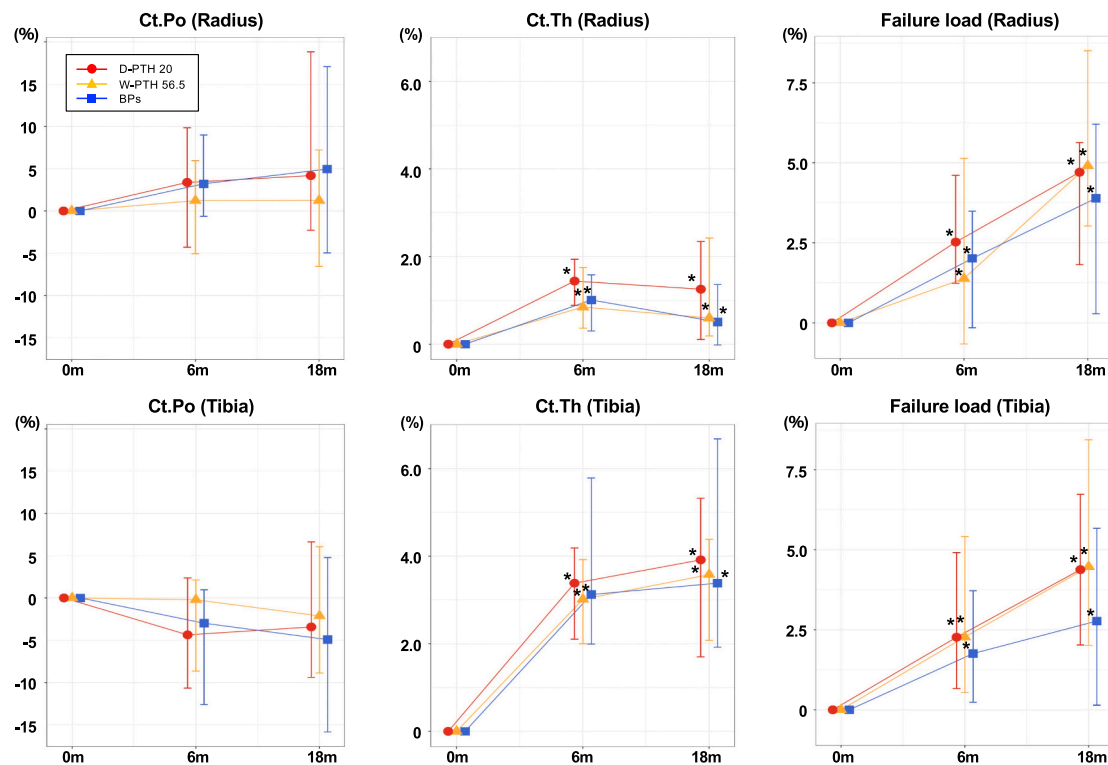 Ct.Po (Radius)
(%)
15
10
5
0
-5
-10
-15
D-PTH 20
W-PTH 56.5
BPs
0m
6m
18m
Ct.Th (Radius)
(%)
6.0
4.0
2.0
0
* * * * * *
0m
6m
18m
Failure load (Radius)
(%)
7.5
5.0
2.5
0
* * * * * *
0m
6m
18m
Ct.Po (Tibia)
(%)
15
10
5
0
-5
-10
-15
0m
6m
18m
Ct.Th (Tibia)
(%)
6.0
4.0
2.0
0
* * * * * *
0m
6m
18m
Failure load (Tibia)
(%)
7.5
5.0
2.5
0
* * * * * *
0m
6m
18m